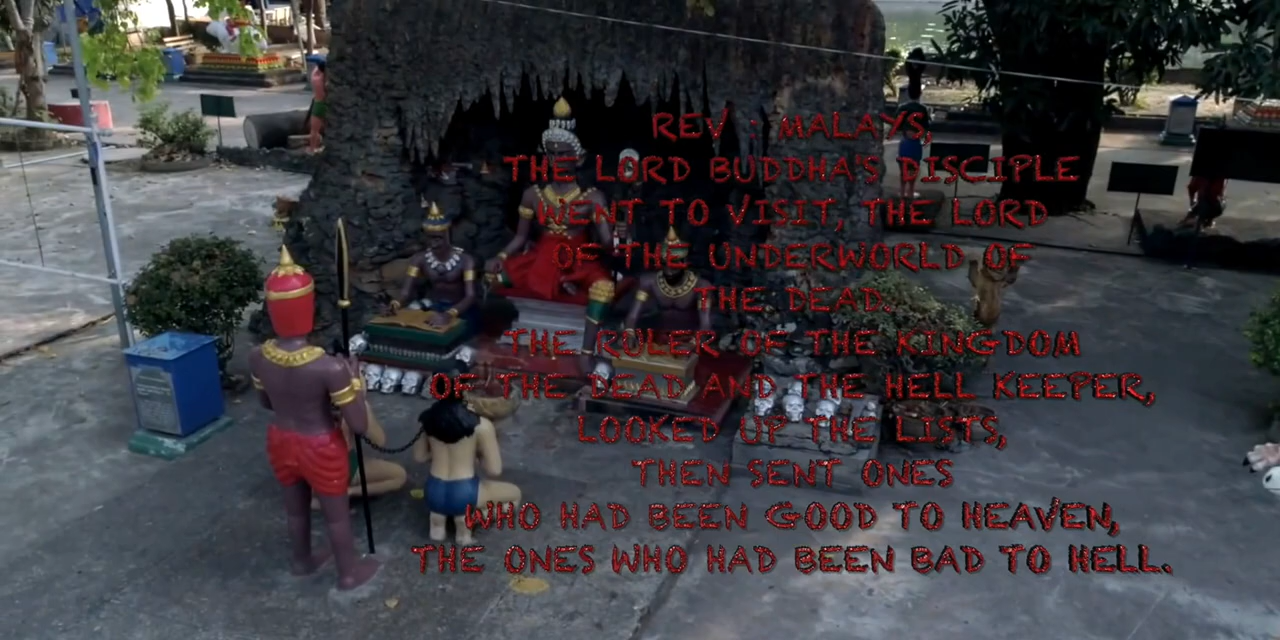 REV : MALAYS,
THE LORD BUDDHA'S DISCIPLE
WENT TO VISIT, THE LORD
OF THE UNDERWORLD OF
THE DEAD.
THE RULER OF THE KINGDOM
OF THE DEAD AND THE HELL KEEPER,
LOOKED UP THE LISTS,
THEN SENT ONES
WHO HAD BEEN GOOD TO HEAVEN,
THE ONES WHO HAD BEEN BAD TO HELL.